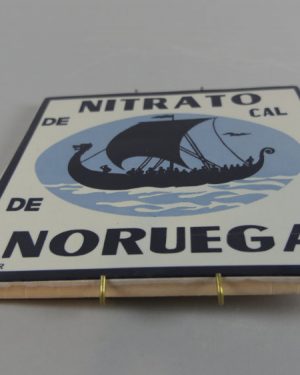 NITRATO
DE CAL
DE
NORUEGA